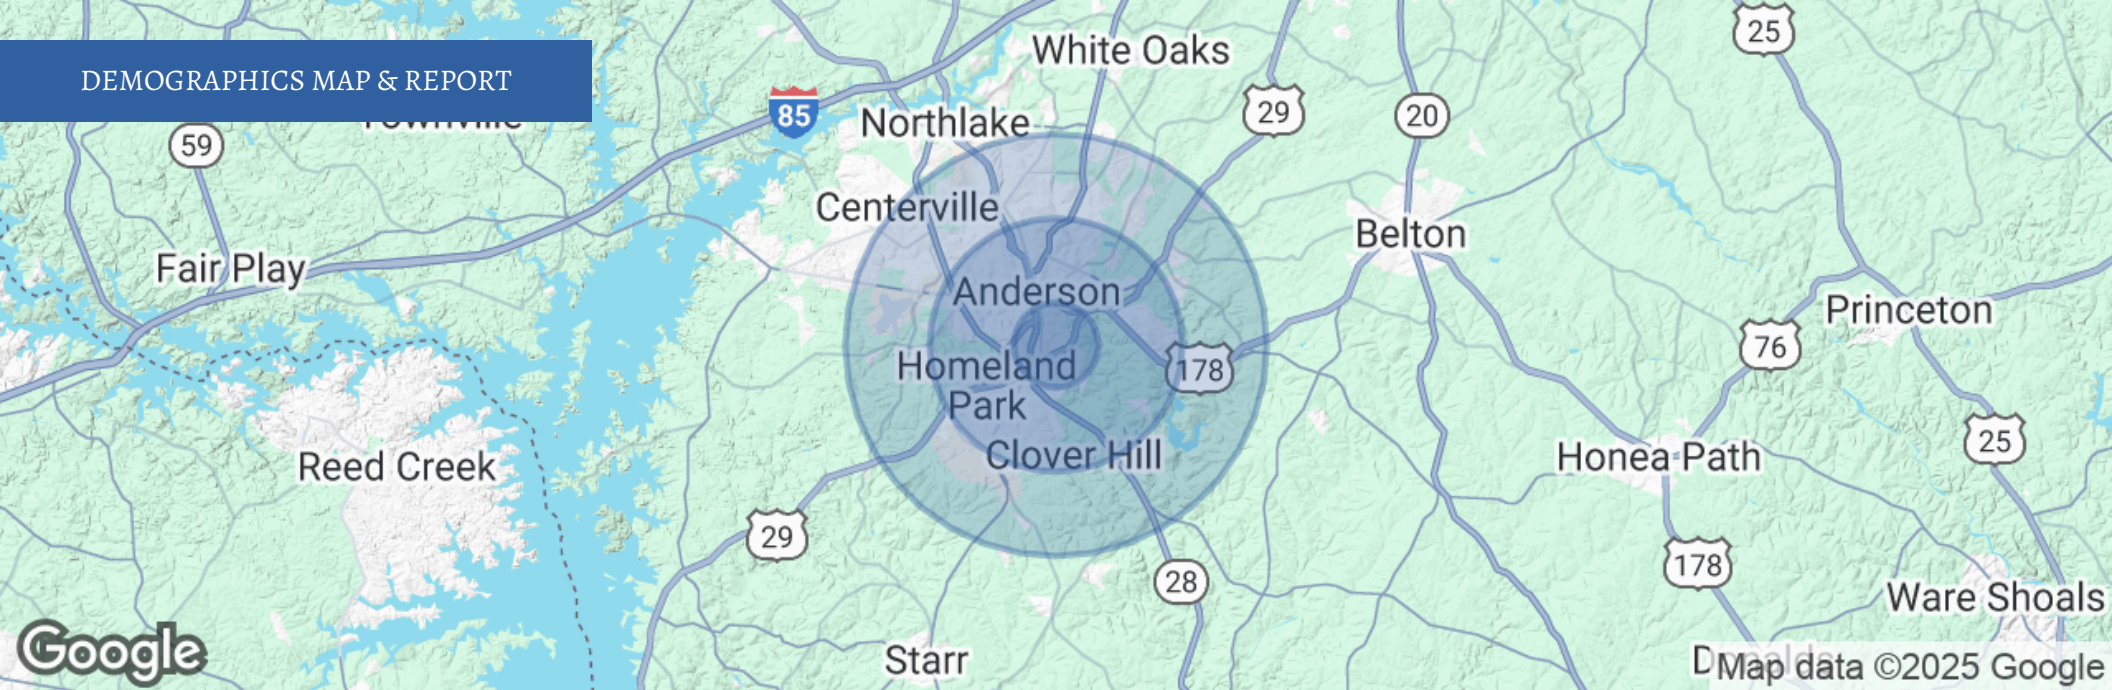 DEMOGRAPHICS MAP & REPORT
White Oaks
25
29
20
85
Northlake
59
Centerville
Belton
Fair Play
Anderson
Princeton
76
Homeland
Park
178
Clover Hill
Reed Creek
Honea Path
25
29
28
178
Ware Shoals
Starr
Google
Map data ©2025 Google